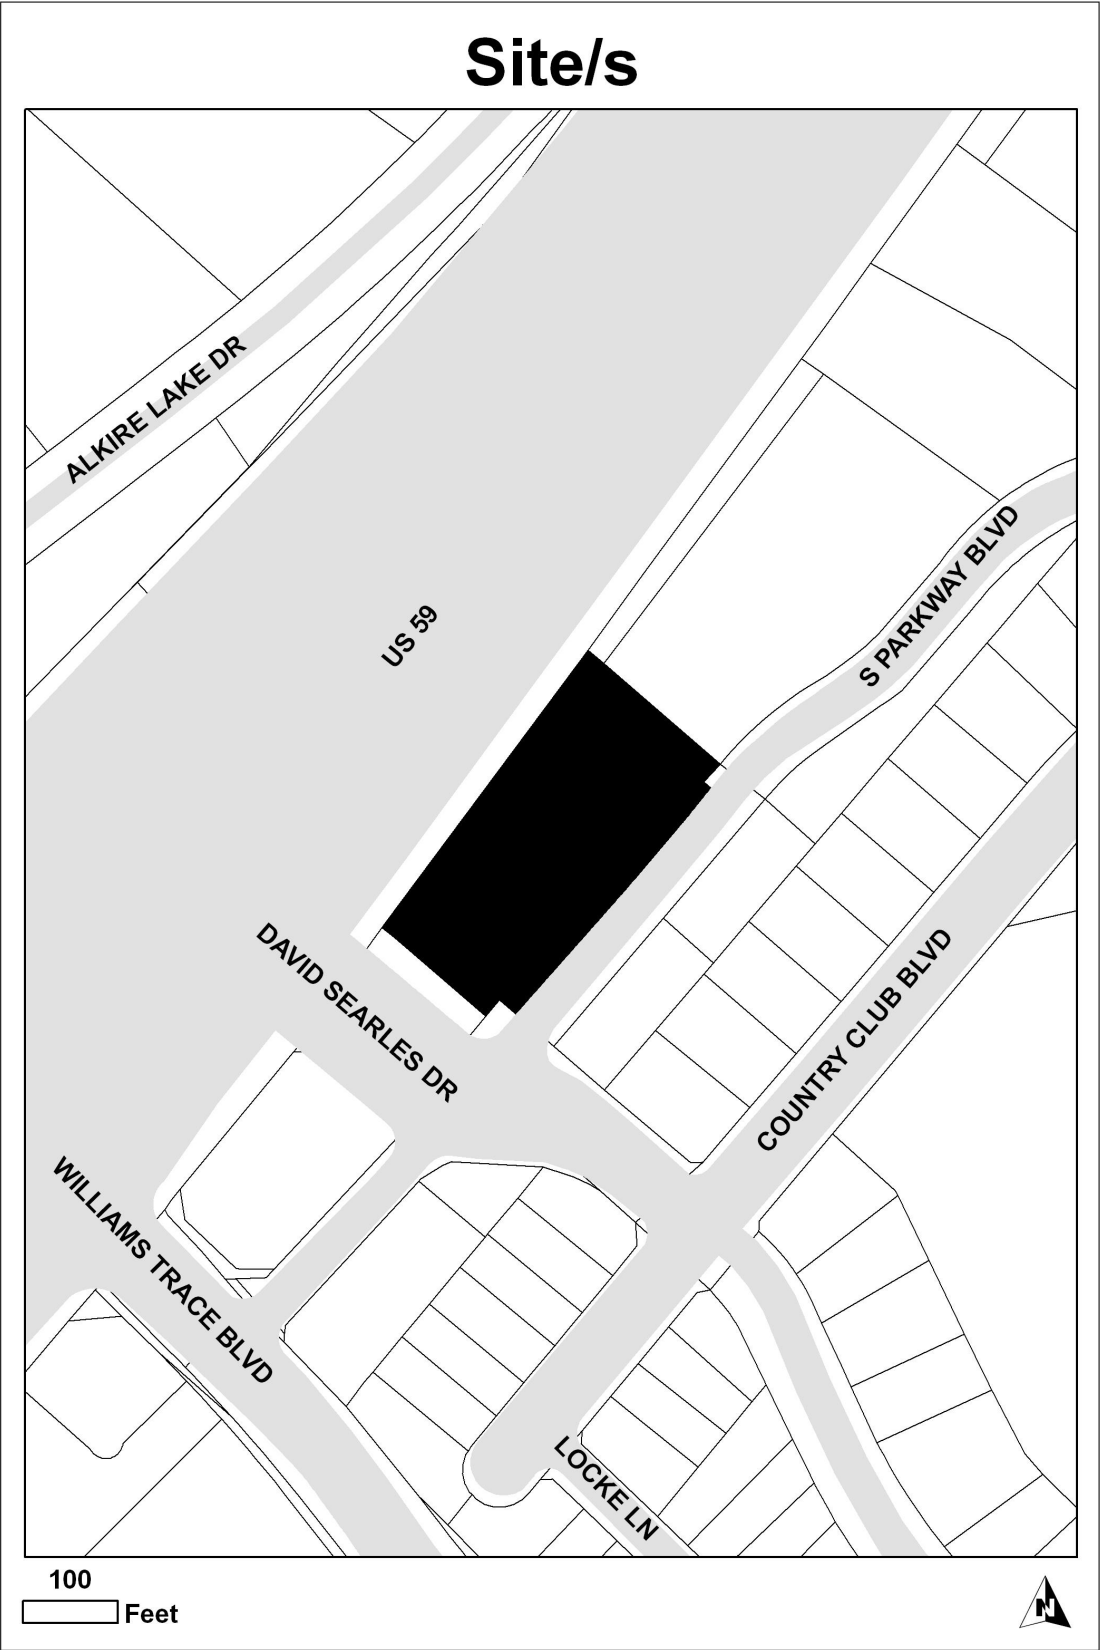 Site/s
ALKIRE LAKE DR
S PARKWAY BLVD
US 59
DAVID SEARLES DR
COUNTRY CLUB BLVD
WILLIAMS TRACE BLVD
LOCKE LN
100
Feet
N